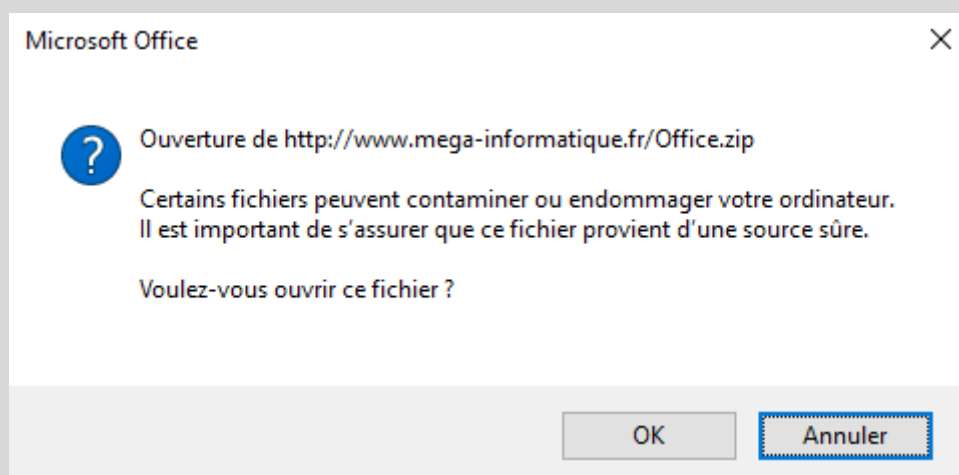 Microsoft Office
Ouverture de http://www.mega-informatique.fr/Office.zip
Certains fichiers peuvent contaminer ou endommager votre ordinateur.
Il est important de s’assurer que ce fichier provient d’une source sûre.
Voulez-vous ouvrir ce fichier ?
OK
Annuler